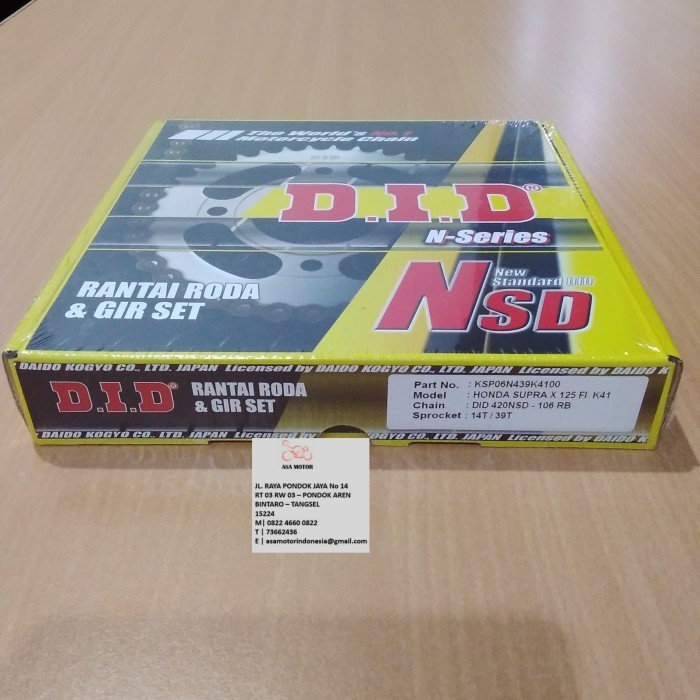 The World's No.1
Motorcycle Chain
D.I.D®
N-Series
New
Standard DID
NSD
RANTAI RODA
& GIR SET
DAIDO KOGYO CO., LTD. JAPAN Licensed by DAIDO KOGYO CO., LTD. JAPAN Licensed by DAIDO K
D.I.D®
RANTAI RODA
& GIR SET
Part No. : KSP06N439K4100
Model : HONDA SUPRA X 125 FI K41
Chain : DID 420NSD - 106 RB
Sprocket : 14T / 39T
DAIDO KOGYO CO., LTD. JAPAN Licensed by DAIDO KOGYO CO., LTD. JAPAN Licensed by DAIDO K
ASA MOTOR
JL. RAYA PONDOK JAYA No 14
RT 03 RW 03 – PONDOK AREN
BINTARO – TANGSEL
15224
M| 0822 4660 0822
T | 73662436
E | asamotorindonesia@gmail.com